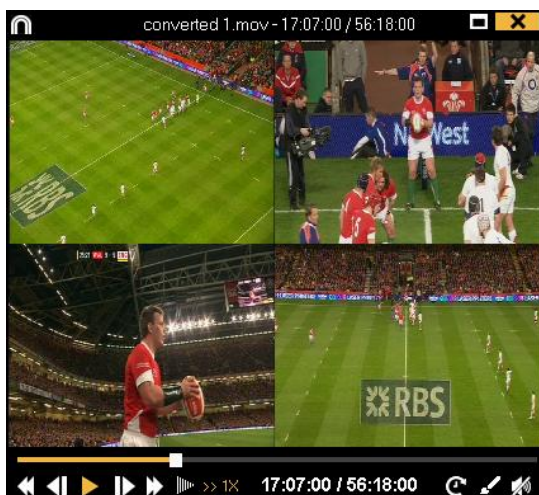 converted 1.mov - 17:07:00 / 56:18:00
RBS
NatWest
RBS
>> 1X
17:07:00 / 56:18:00